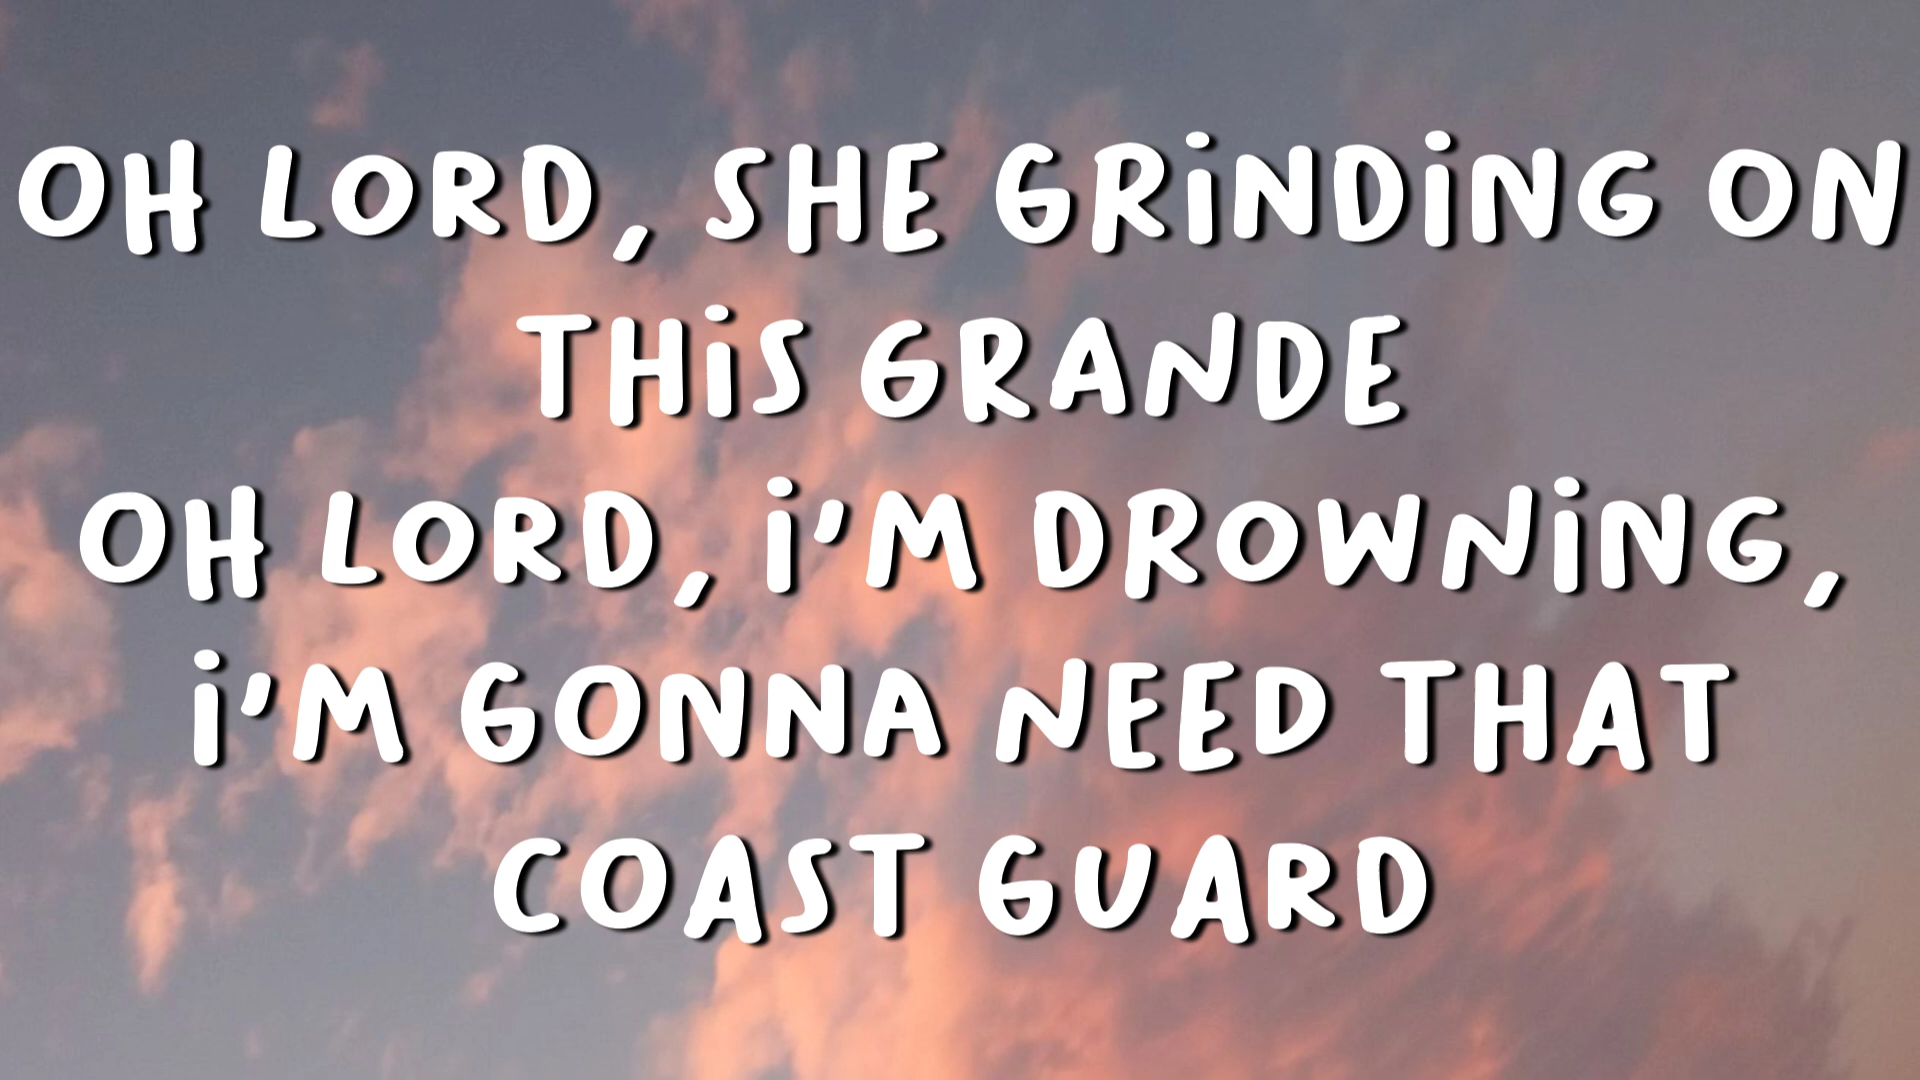 OH LORD, SHE GRiNDiNG ON
THiS GRANDE
OH LORD, i'M DROWNiNG,
i'M GONNA NEED THAT
COAST GUARD